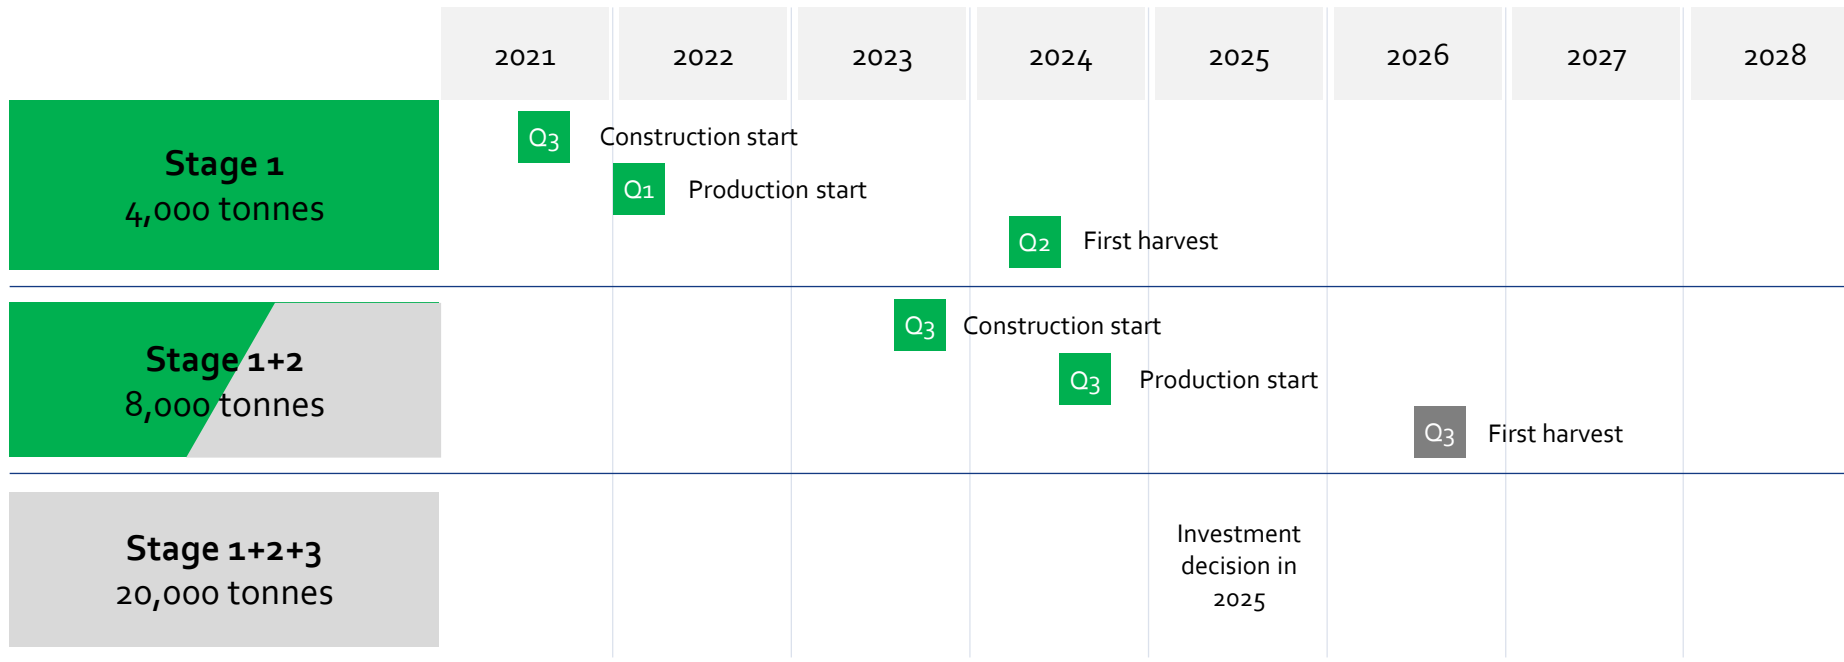 2021 2022 2023 2024 2025 2026 2027 2028
Stage 1
4,000 tonnes
Q3 Construction start
Q1 Production start
Q2 First harvest
Stage 1+2
8,000 tonnes
Q3 Construction start
Q3 Production start
Q3 First harvest
Stage 1+2+3
20,000 tonnes
Investment
decision in
2025